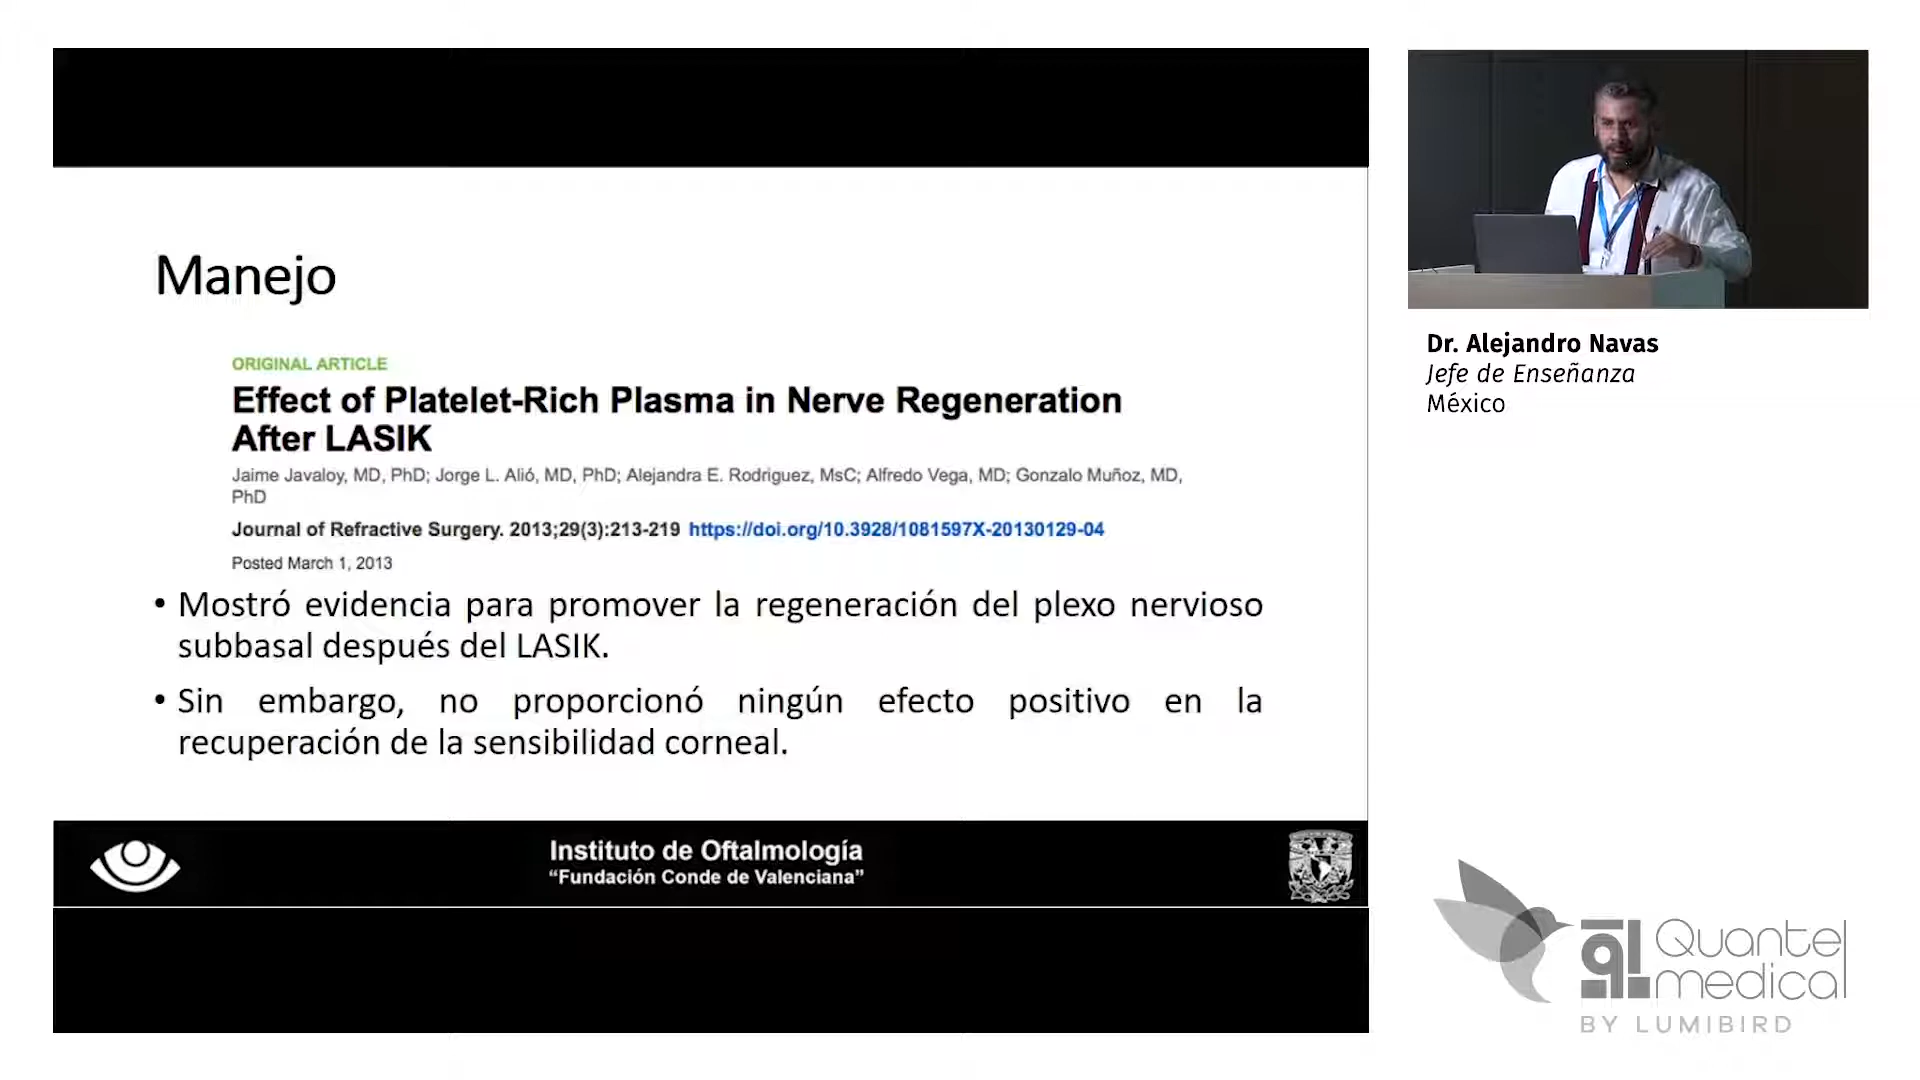 Manejo
ORIGINAL ARTICLE
Effect of Platelet-Rich Plasma in Nerve Regeneration
After LASIK
Jaime Javaloy, MD, PhD; Jorge L. Alió, MD, PhD; Alejandra E. Rodriguez, MsC; Alfredo Vega, MD; Gonzalo Muñoz, MD,
PhD
Journal of Refractive Surgery. 2013;29(3):213-219 https://doi.org/10.3928/1081597X-20130129-04
Posted March 1, 2013
• Mostró evidencia para promover la regeneración del plexo nervioso
subbasal después del LASIK.
• Sin embargo, no proporcionó ningún efecto positivo en la
recuperación de la sensibilidad corneal.
Instituto de Oftalmología
“Fundación Conde de Valenciana”
Dr. Alejandro Navas
Jefe de Enseñanza
México
Quantel
medical
BY LUMIBIRD